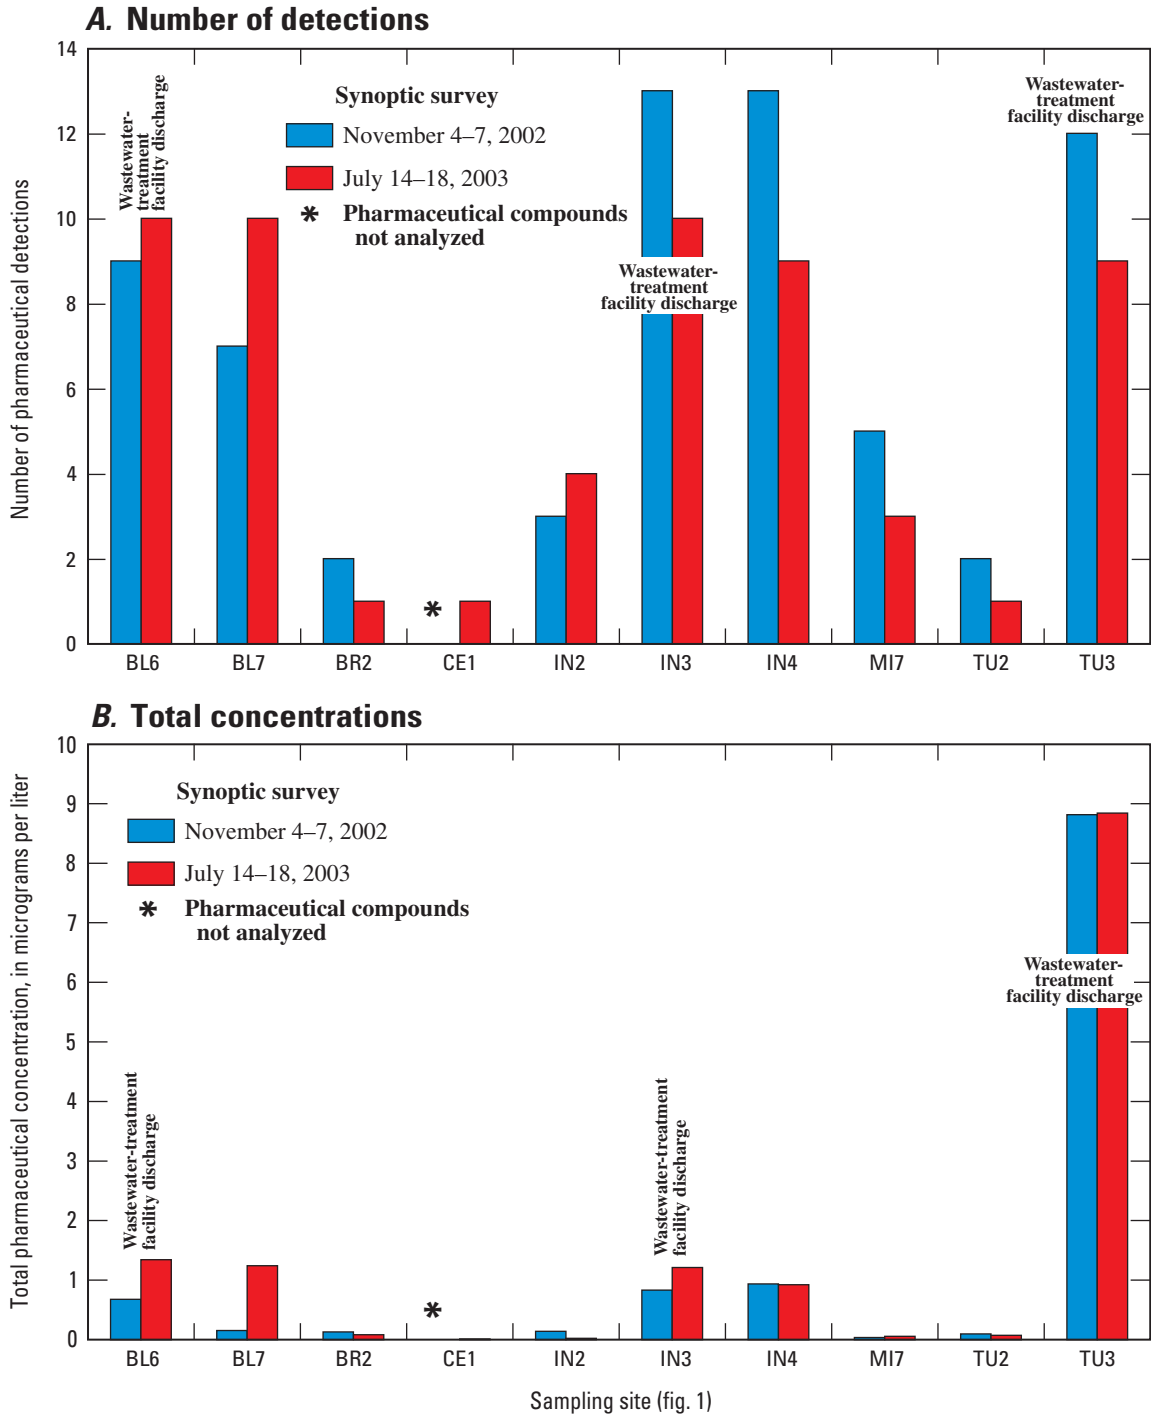 A. Number of detections
14
12
10
8
6
4
2
0
Number of pharmaceutical detections
Wastewater-
treatment
facility discharge
Synoptic survey
November 4–7, 2002
July 14–18, 2003
* Pharmaceutical compounds
not analyzed
Wastewater-
treatment
facility discharge
Wastewater-
treatment
facility discharge
*
BL6 BL7 BR2 CE1 IN2 IN3 IN4 MI7 TU2 TU3
B. Total concentrations
10
9
8
7
6
5
4
3
2
1
0
Total pharmaceutical concentration, in micrograms per liter
Synoptic survey
November 4–7, 2002
July 14–18, 2003
* Pharmaceutical compounds
not analyzed
Wastewater-treatment
facility discharge
*
Wastewater-treatment
facility discharge
Wastewater-
treatment
facility discharge
BL6 BL7 BR2 CE1 IN2 IN3 IN4 MI7 TU2 TU3
Sampling site (fig. 1)